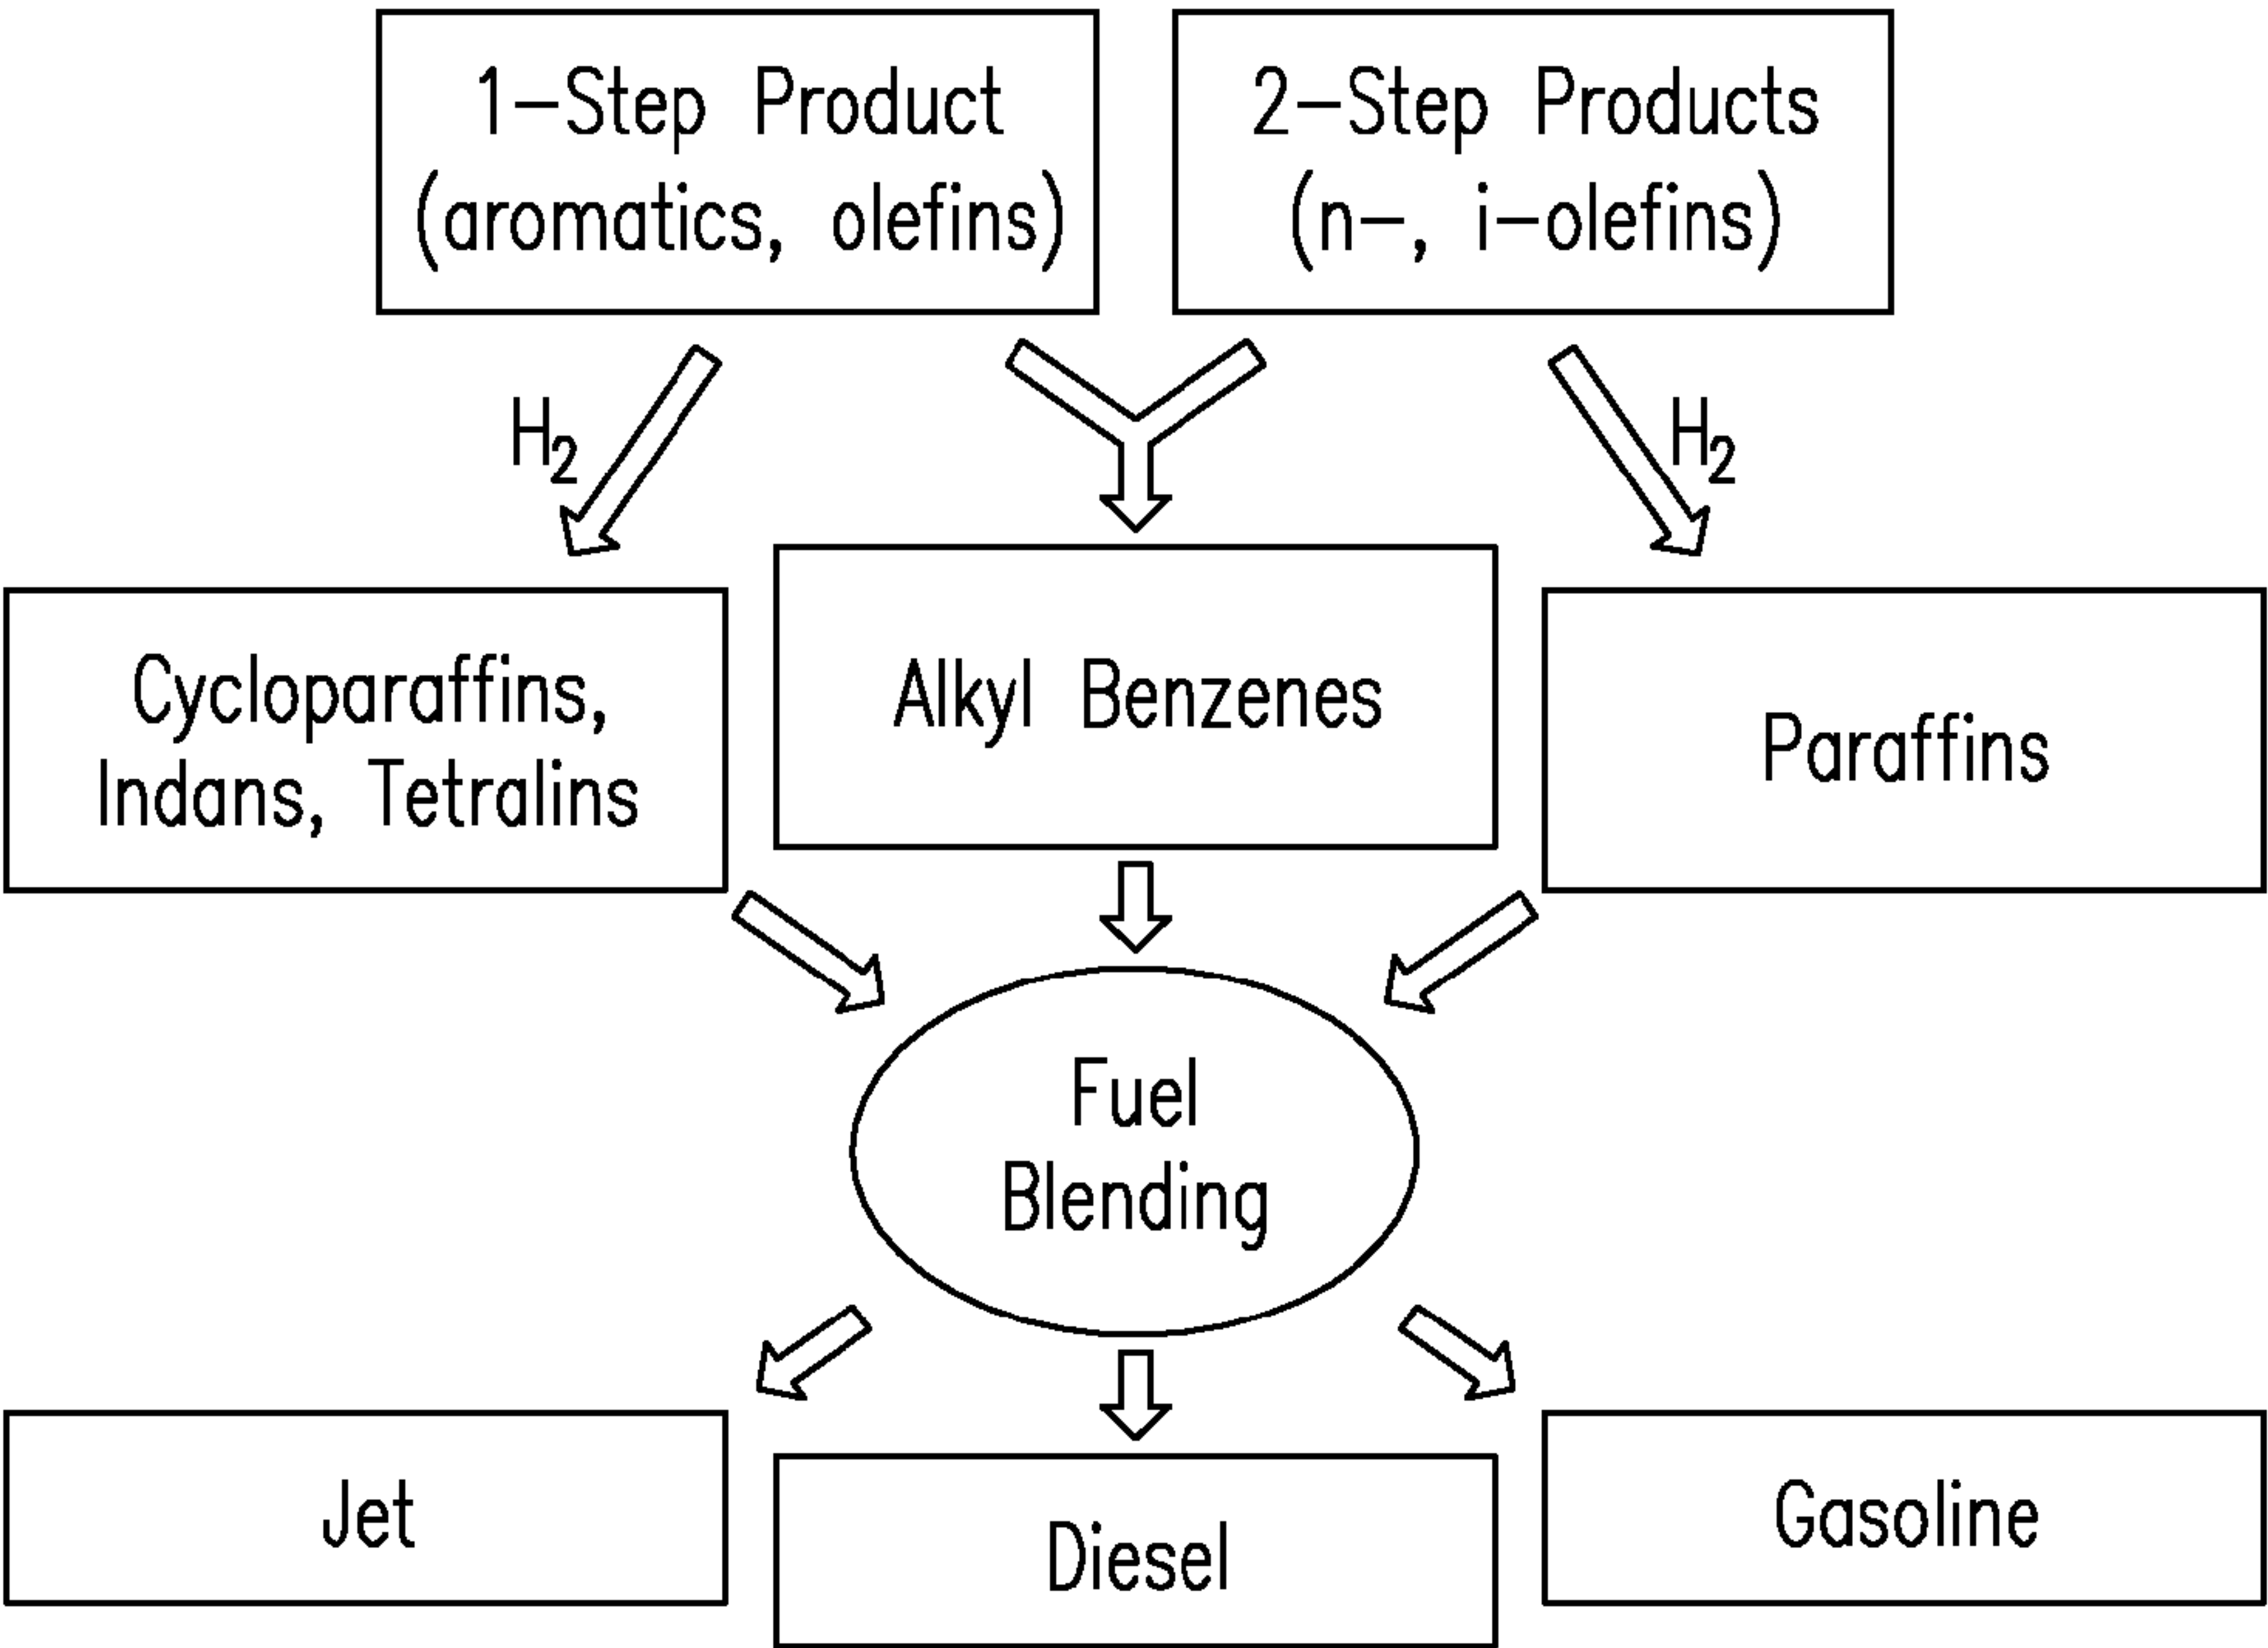 1-Step Product
(aromatics, olefins)
2-Step Products
(n-, i-olefins)
H2
H2
Cycloparaffins,
Indans, Tetralins
Alkyl Benzenes
Paraffins
Fuel
Blending
Jet
Diesel
Gasoline